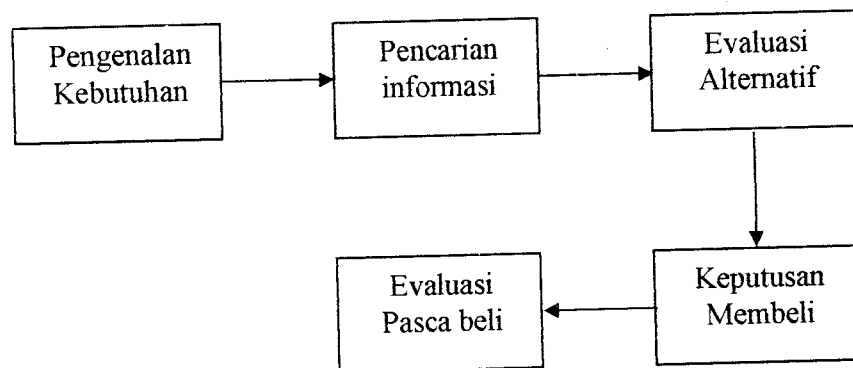 Pengenalan
Kebutuhan
Pencarian
informasi
Evaluasi
Alternatif
Keputusan
Membeli
Evaluasi
Pasca beli